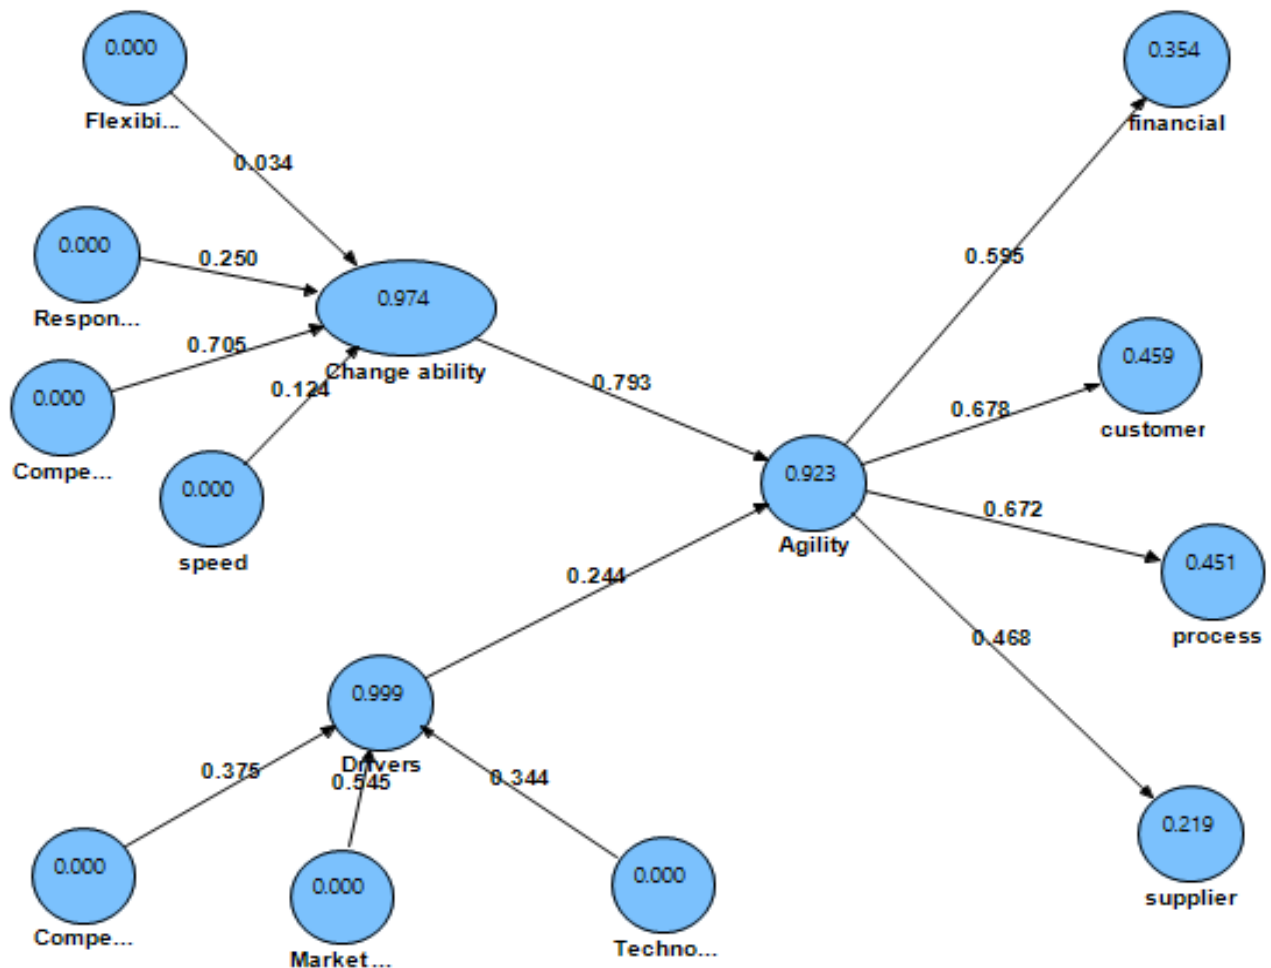 0.000
Flexibi...
0.034
0.000
Respon...
0.250
0.974
Change ability
0.705
0.000
Compe...
0.124
0.000
speed
0.793
0.354
financial
0.595
0.459
customer
0.678
0.923
Agility
0.672
0.451
process
0.244
0.468
0.219
supplier
0.999
Drivers
0.375
0.545
0.344
0.000
Compe...
0.000
Market ...
0.000
Techno...